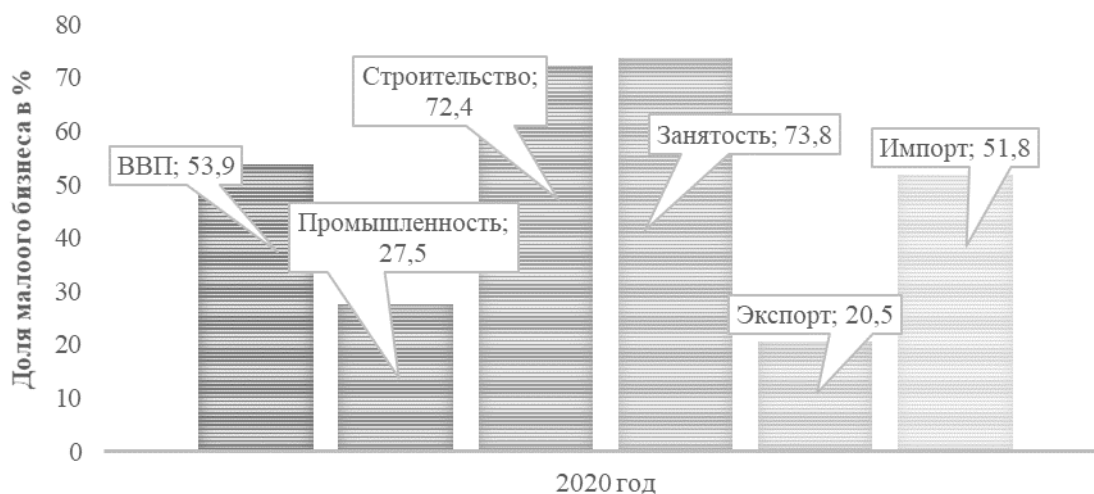 Доля малоого бизнеса в %
80
70
60
50
40
30
20
10
0
ВВП; 53,9
Промышленность;
27,5
Строительство;
72,4
Занятость; 73,8
Экспорт; 20,5
Импорт; 51,8
2020 год